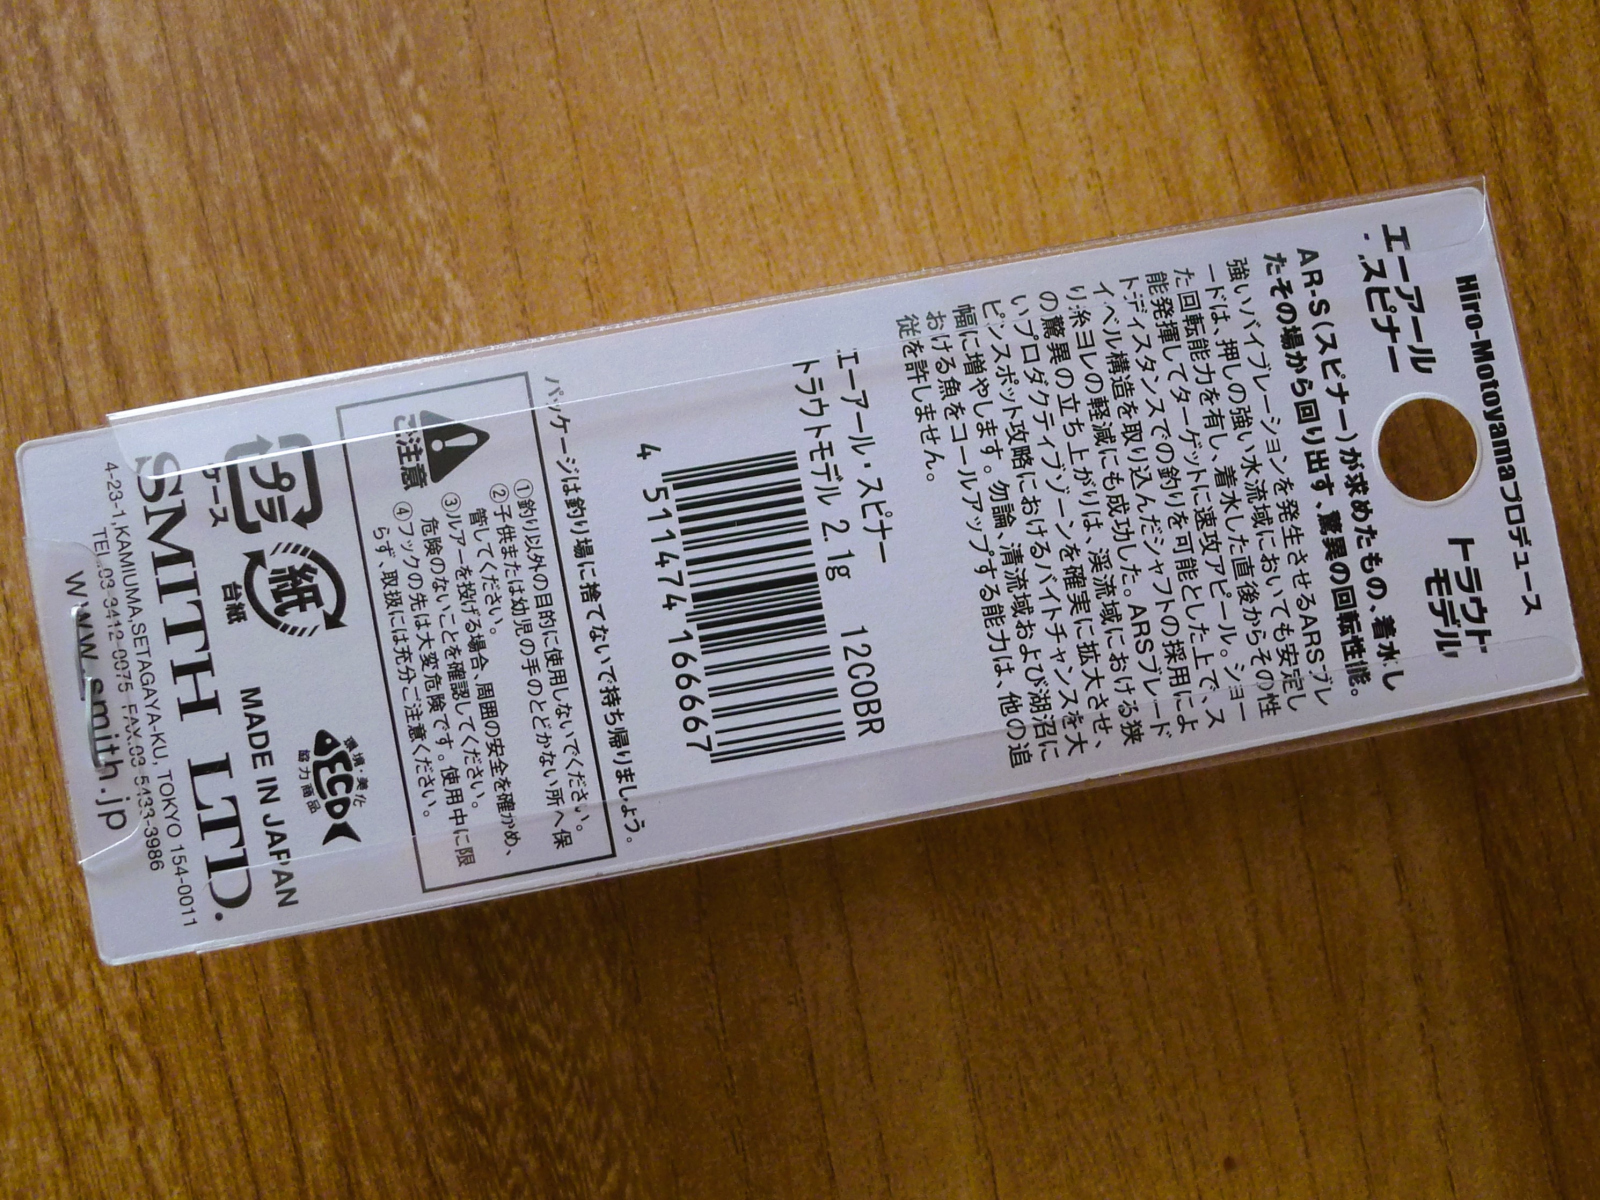 Hiro-Motoyamaプロデュース
エーアール
・スピナー
トラウト
モデル
AR-S(スピナー)が求めたもの、着水し
たその場から回り出す、驚異の回転性能。
強いバイブレーションを発生させるARSブレ
ードは、押しの強い水流域においても安定し
た回転能力を有し、着水した直後からその性
能発揮してターゲットに速攻アピール。ショー
トディスタンスでの釣りを可能とした上で、ス
イベル構造を取り込んだシャフトの採用によ
り糸ヨレの軽減にも成功した。ARSブレード
の驚異の立ち上がりは、渓流流域における狭
いプロダクティブゾーンを確実に拡大させ、
ピンスポット攻略におけるバイトチャンスを大
幅に増やします。勿論、清流域および湖沼に
おける魚をコールアップする能力は、他の追
従を許しません。
エーアール・スピナー
トラウトモデル 2.1g 12COBR
4 511474 166667
パッケージは釣り場に捨てないで持ち帰りましょう。
ご注意
①釣り以外の目的に使用しないでください。
②子供または幼児の手のとどかない所へ保
管してください。
③ルアーを投げる場合、周囲の安全を確かめ、
危険のないことを確認してください。
④フックの先は大変危険です。使用中に限
らず、取扱には充分ご注意ください。
プラ
ケース
紙
台紙
環境・美化
ECO
協力商品
MADE IN JAPAN
SMITH LTD.
4-23-1,KAMIUMA,SETAGAYA-KU, TOKYO 154-0011
TEL.03-3412-0075 FAX.03-5433-3986
www.smith.jp